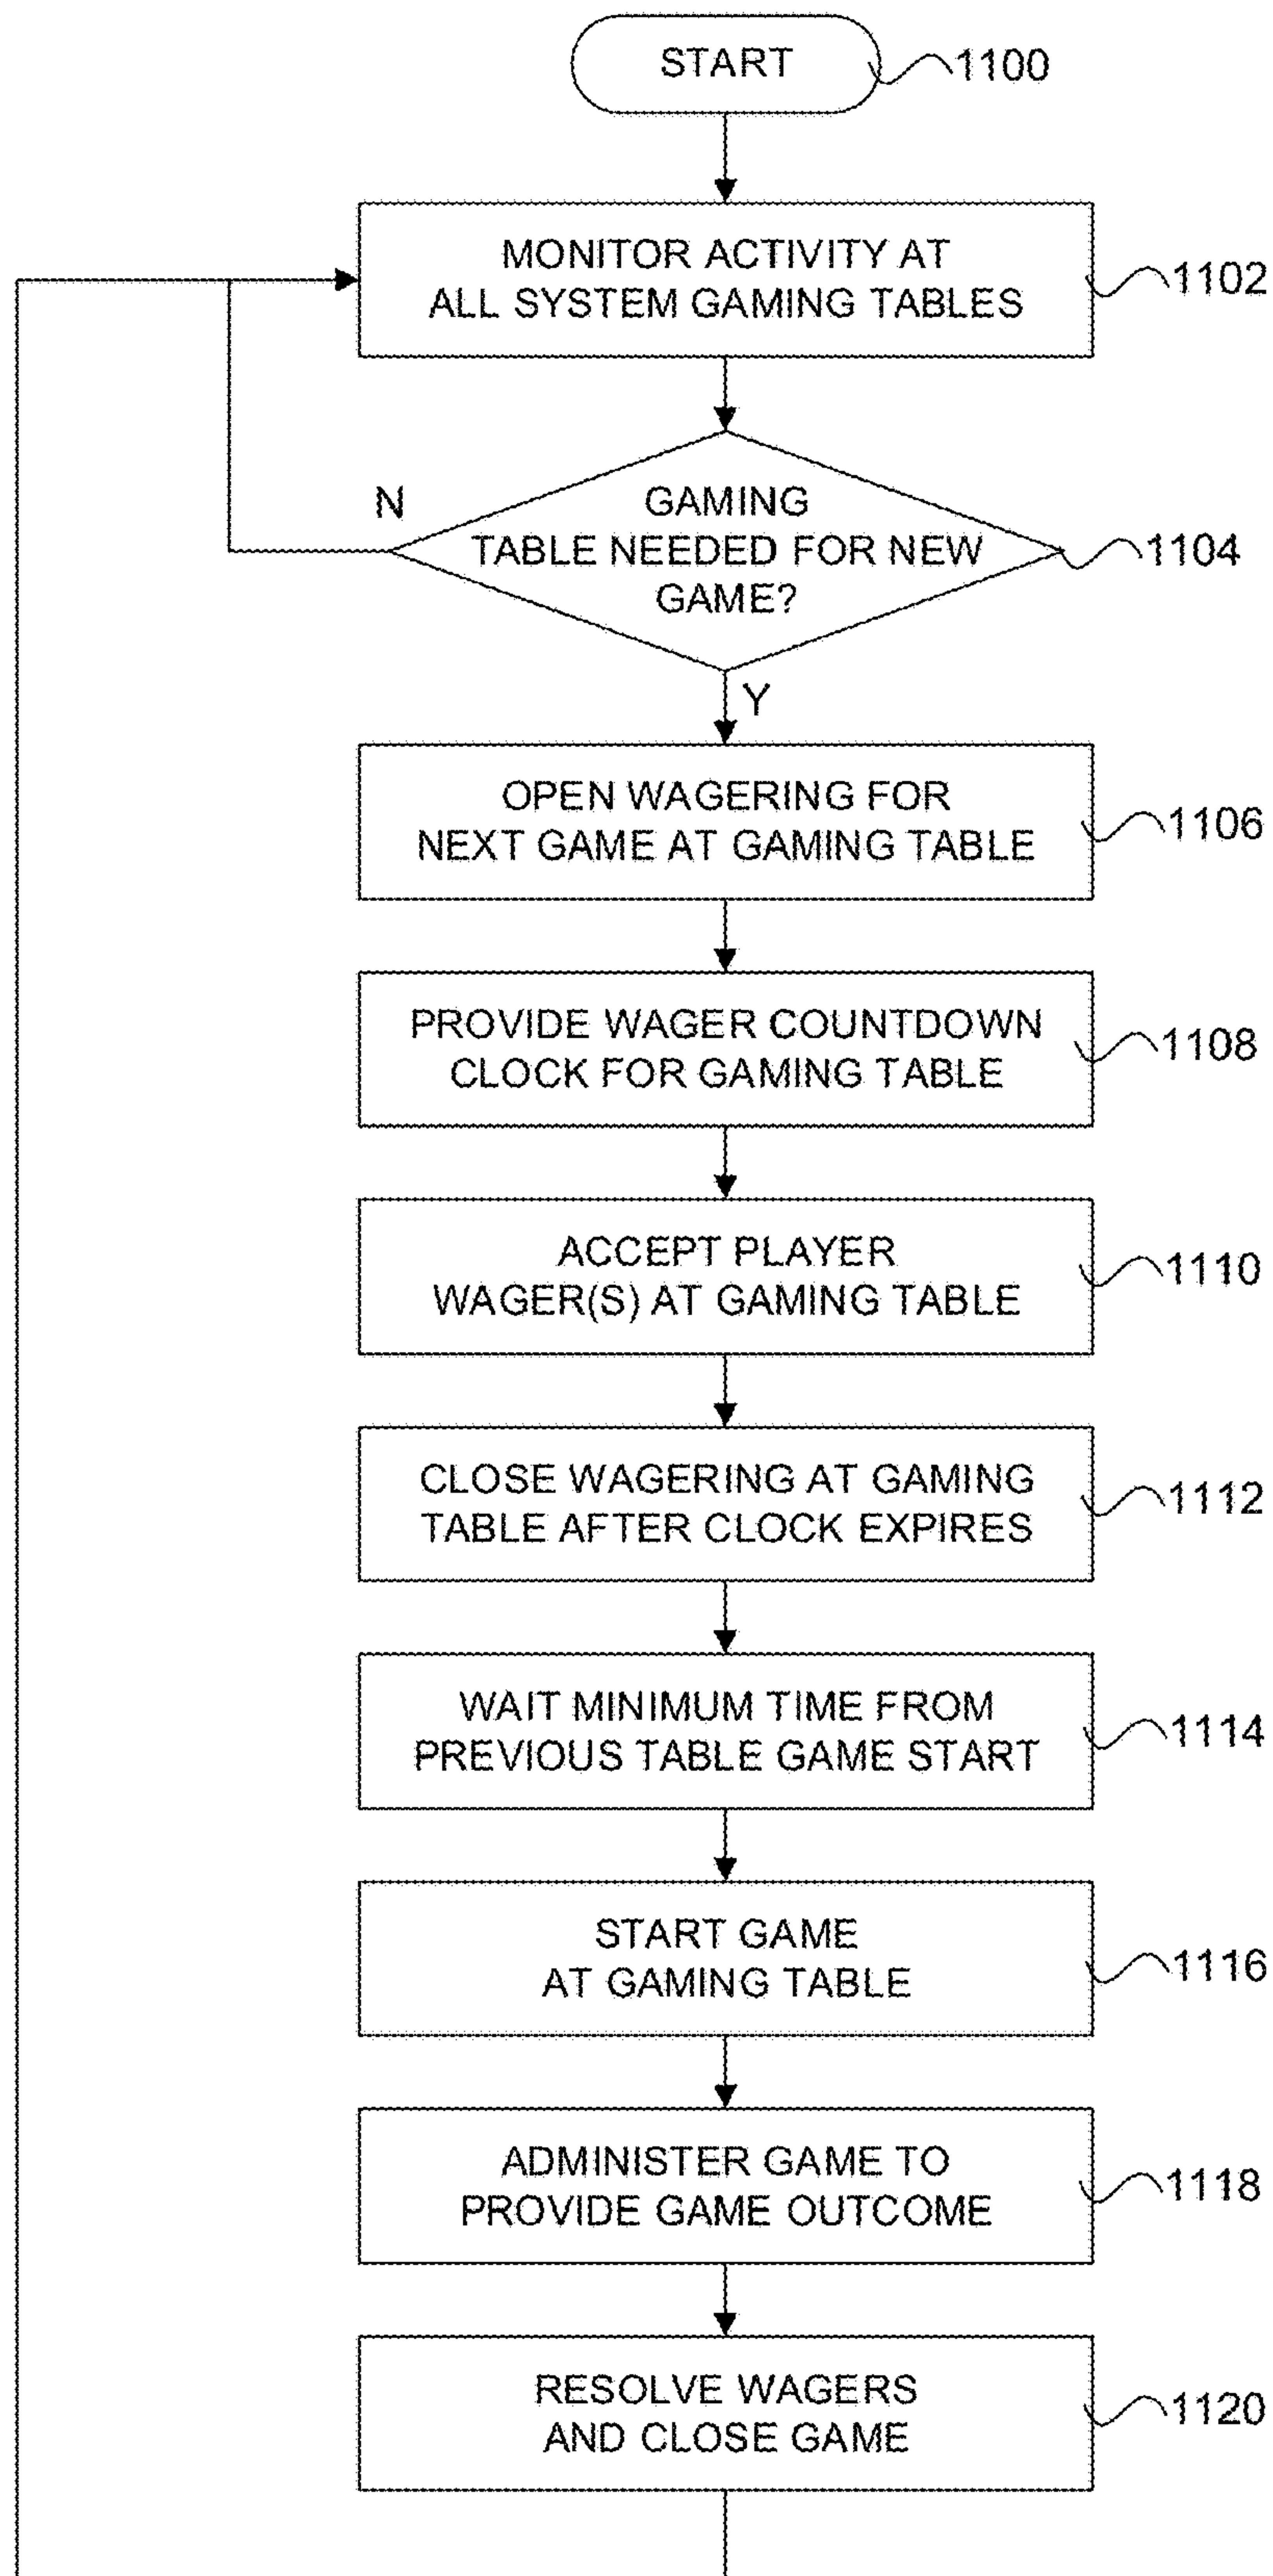 START
1100
MONITOR ACTIVITY AT
ALL SYSTEM GAMING TABLES
1102
N
GAMING
TABLE NEEDED FOR NEW
GAME?
1104
Y
OPEN WAGERING FOR
NEXT GAME AT GAMING TABLE
1106
PROVIDE WAGER COUNTDOWN
CLOCK FOR GAMING TABLE
1108
ACCEPT PLAYER
WAGER(S) AT GAMING TABLE
1110
CLOSE WAGERING AT GAMING
TABLE AFTER CLOCK EXPIRES
1112
WAIT MINIMUM TIME FROM
PREVIOUS TABLE GAME START
1114
START GAME
AT GAMING TABLE
1116
ADMINISTER GAME TO
PROVIDE GAME OUTCOME
1118
RESOLVE WAGERS
AND CLOSE GAME
1120